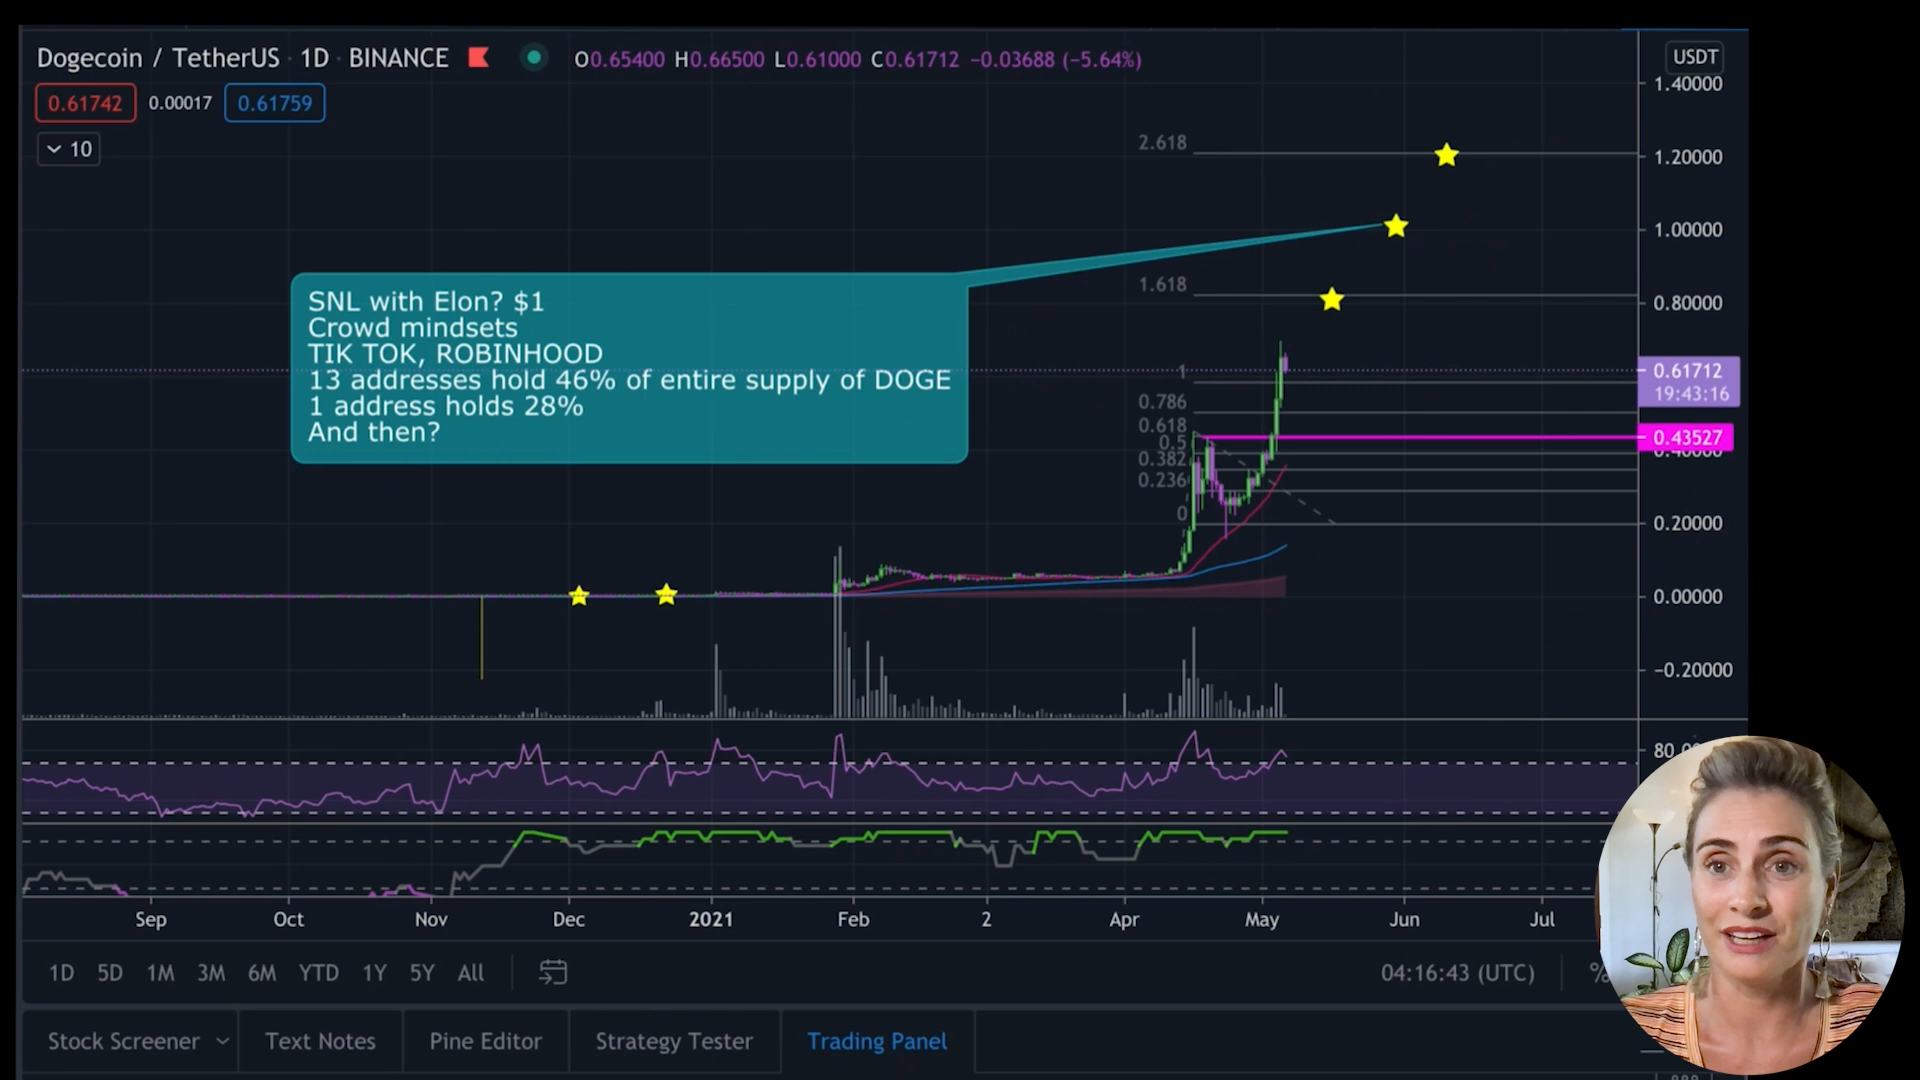 Dogecoin / TetherUS · 1D · BINANCE O0.65400 H0.66500 L0.61000 C0.61712 −0.03688 (−5.64%)
USDT
0.61742 0.00017 0.61759
10
1.40000
1.20000
1.00000
0.80000
0.61712
19:43:16
0.43527
0.20000
0.00000
−0.20000
2.618
1.618
1
0.786
0.618
0.5
0.382
0.236
0
SNL with Elon? $1
Crowd mindsets
TIK TOK, ROBINHOOD
13 addresses hold 46% of entire supply of DOGE
1 address holds 28%
And then?
Sep Oct Nov Dec 2021 Feb 2 Apr May Jun Jul
1D 5D 1M 3M 6M YTD 1Y 5Y All 04:16:43 (UTC) %
Stock Screener Text Notes Pine Editor Strategy Tester Trading Panel